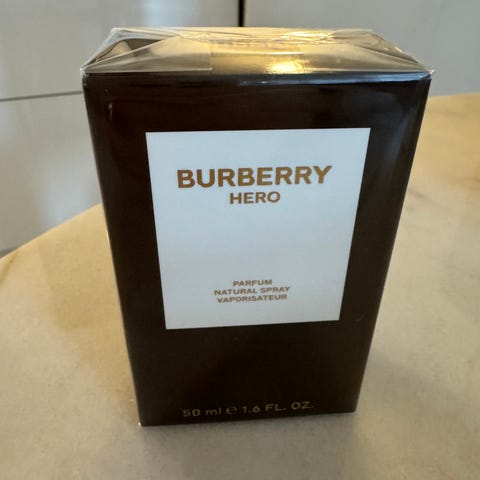 BURBERRY
HERO
PARFUM
NATURAL SPRAY
VAPORISATEUR
50 ml ℮ 1.6 FL. OZ.